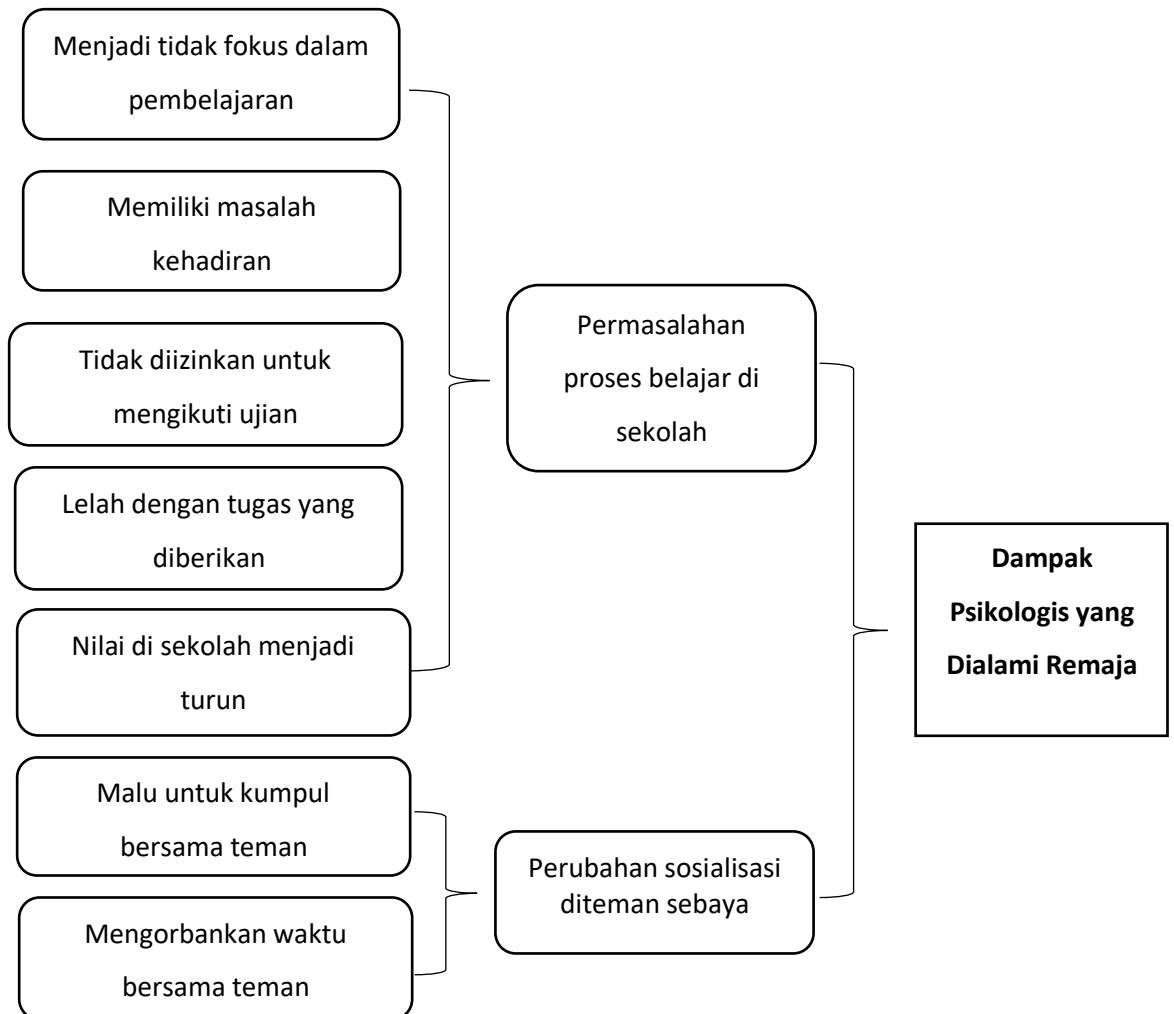 Menjadi tidak fokus dalam
pembelajaran
Memiliki masalah
kehadiran
Tidak diizinkan untuk
mengikuti ujian
Lelah dengan tugas yang
diberikan
Nilai di sekolah menjadi
turun
Malu untuk kumpul
bersama teman
Mengorbankan waktu
bersama teman
Permasalahan
proses belajar di
sekolah
Perubahan sosialisasi
diteman sebaya
Dampak
Psikologis yang
Dialami Remaja